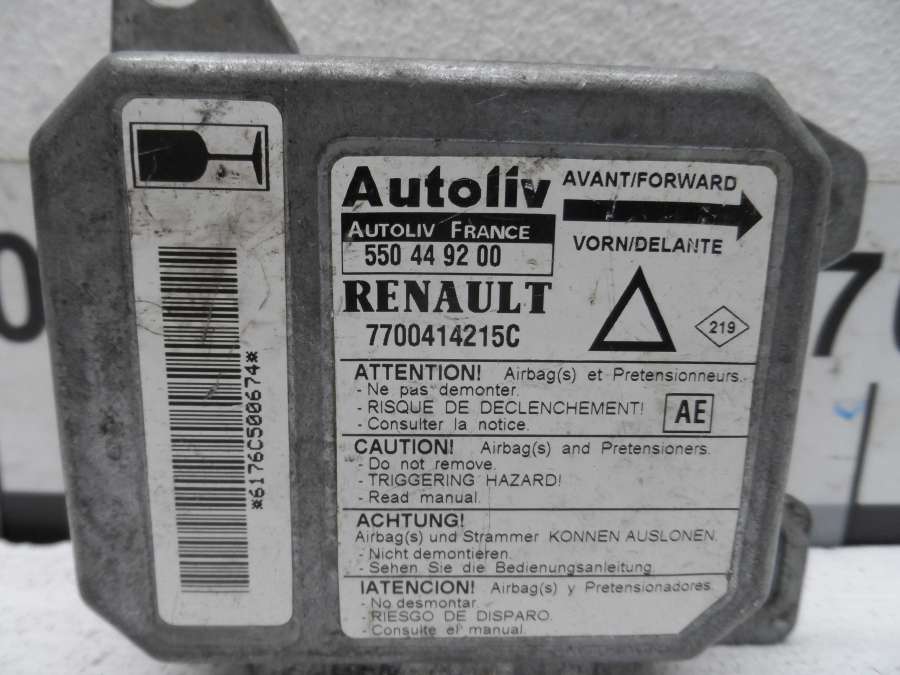 *6176C500674*
Autoliv
AUTOLIV FRANCE
550 44 92 00
AVANT/FORWARD
VORN/DELANTE
RENAULT
7700414215C
219
ATTENTION! Airbag(s) et Pretensionneurs.
- Ne pas demonter.
- RISQUE DE DECLENCHEMENT!
- Consulter la notice.
AE
CAUTION! Airbag(s) and Pretensioners.
- Do not remove.
- TRIGGERING HAZARD!
- Read manual.
ACHTUNG!
Airbag(s) und Strammer KONNEN AUSLONEN.
- Nicht demontieren.
- Sehen Sie die Bedienungsanleitung.
!ATENCION! Airbag(s) y Pretensionadores.
- No desmontar.
- RIESGO DE DISPARO.
- Consulte el manual.
0
7